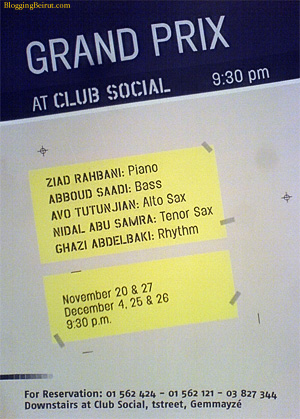 BloggingBeirut.com
GRAND PRIX
AT CLUB SOCIAL 9:30 pm
ZIAD RAHBANI: Piano
ABBOUD SAADI: Bass
AVO TUTUNJIAN: Alto Sax
NIDAL ABU SAMRA: Tenor Sax
GHAZI ABDELBAKI: Rhythm
November 20 & 27
December 4, 25 & 26
9:30 p.m.
For Reservation: 01 562 424 - 01 562 121 - 03 827 344
Downstairs at Club Social, tstreet, Gemmayzé